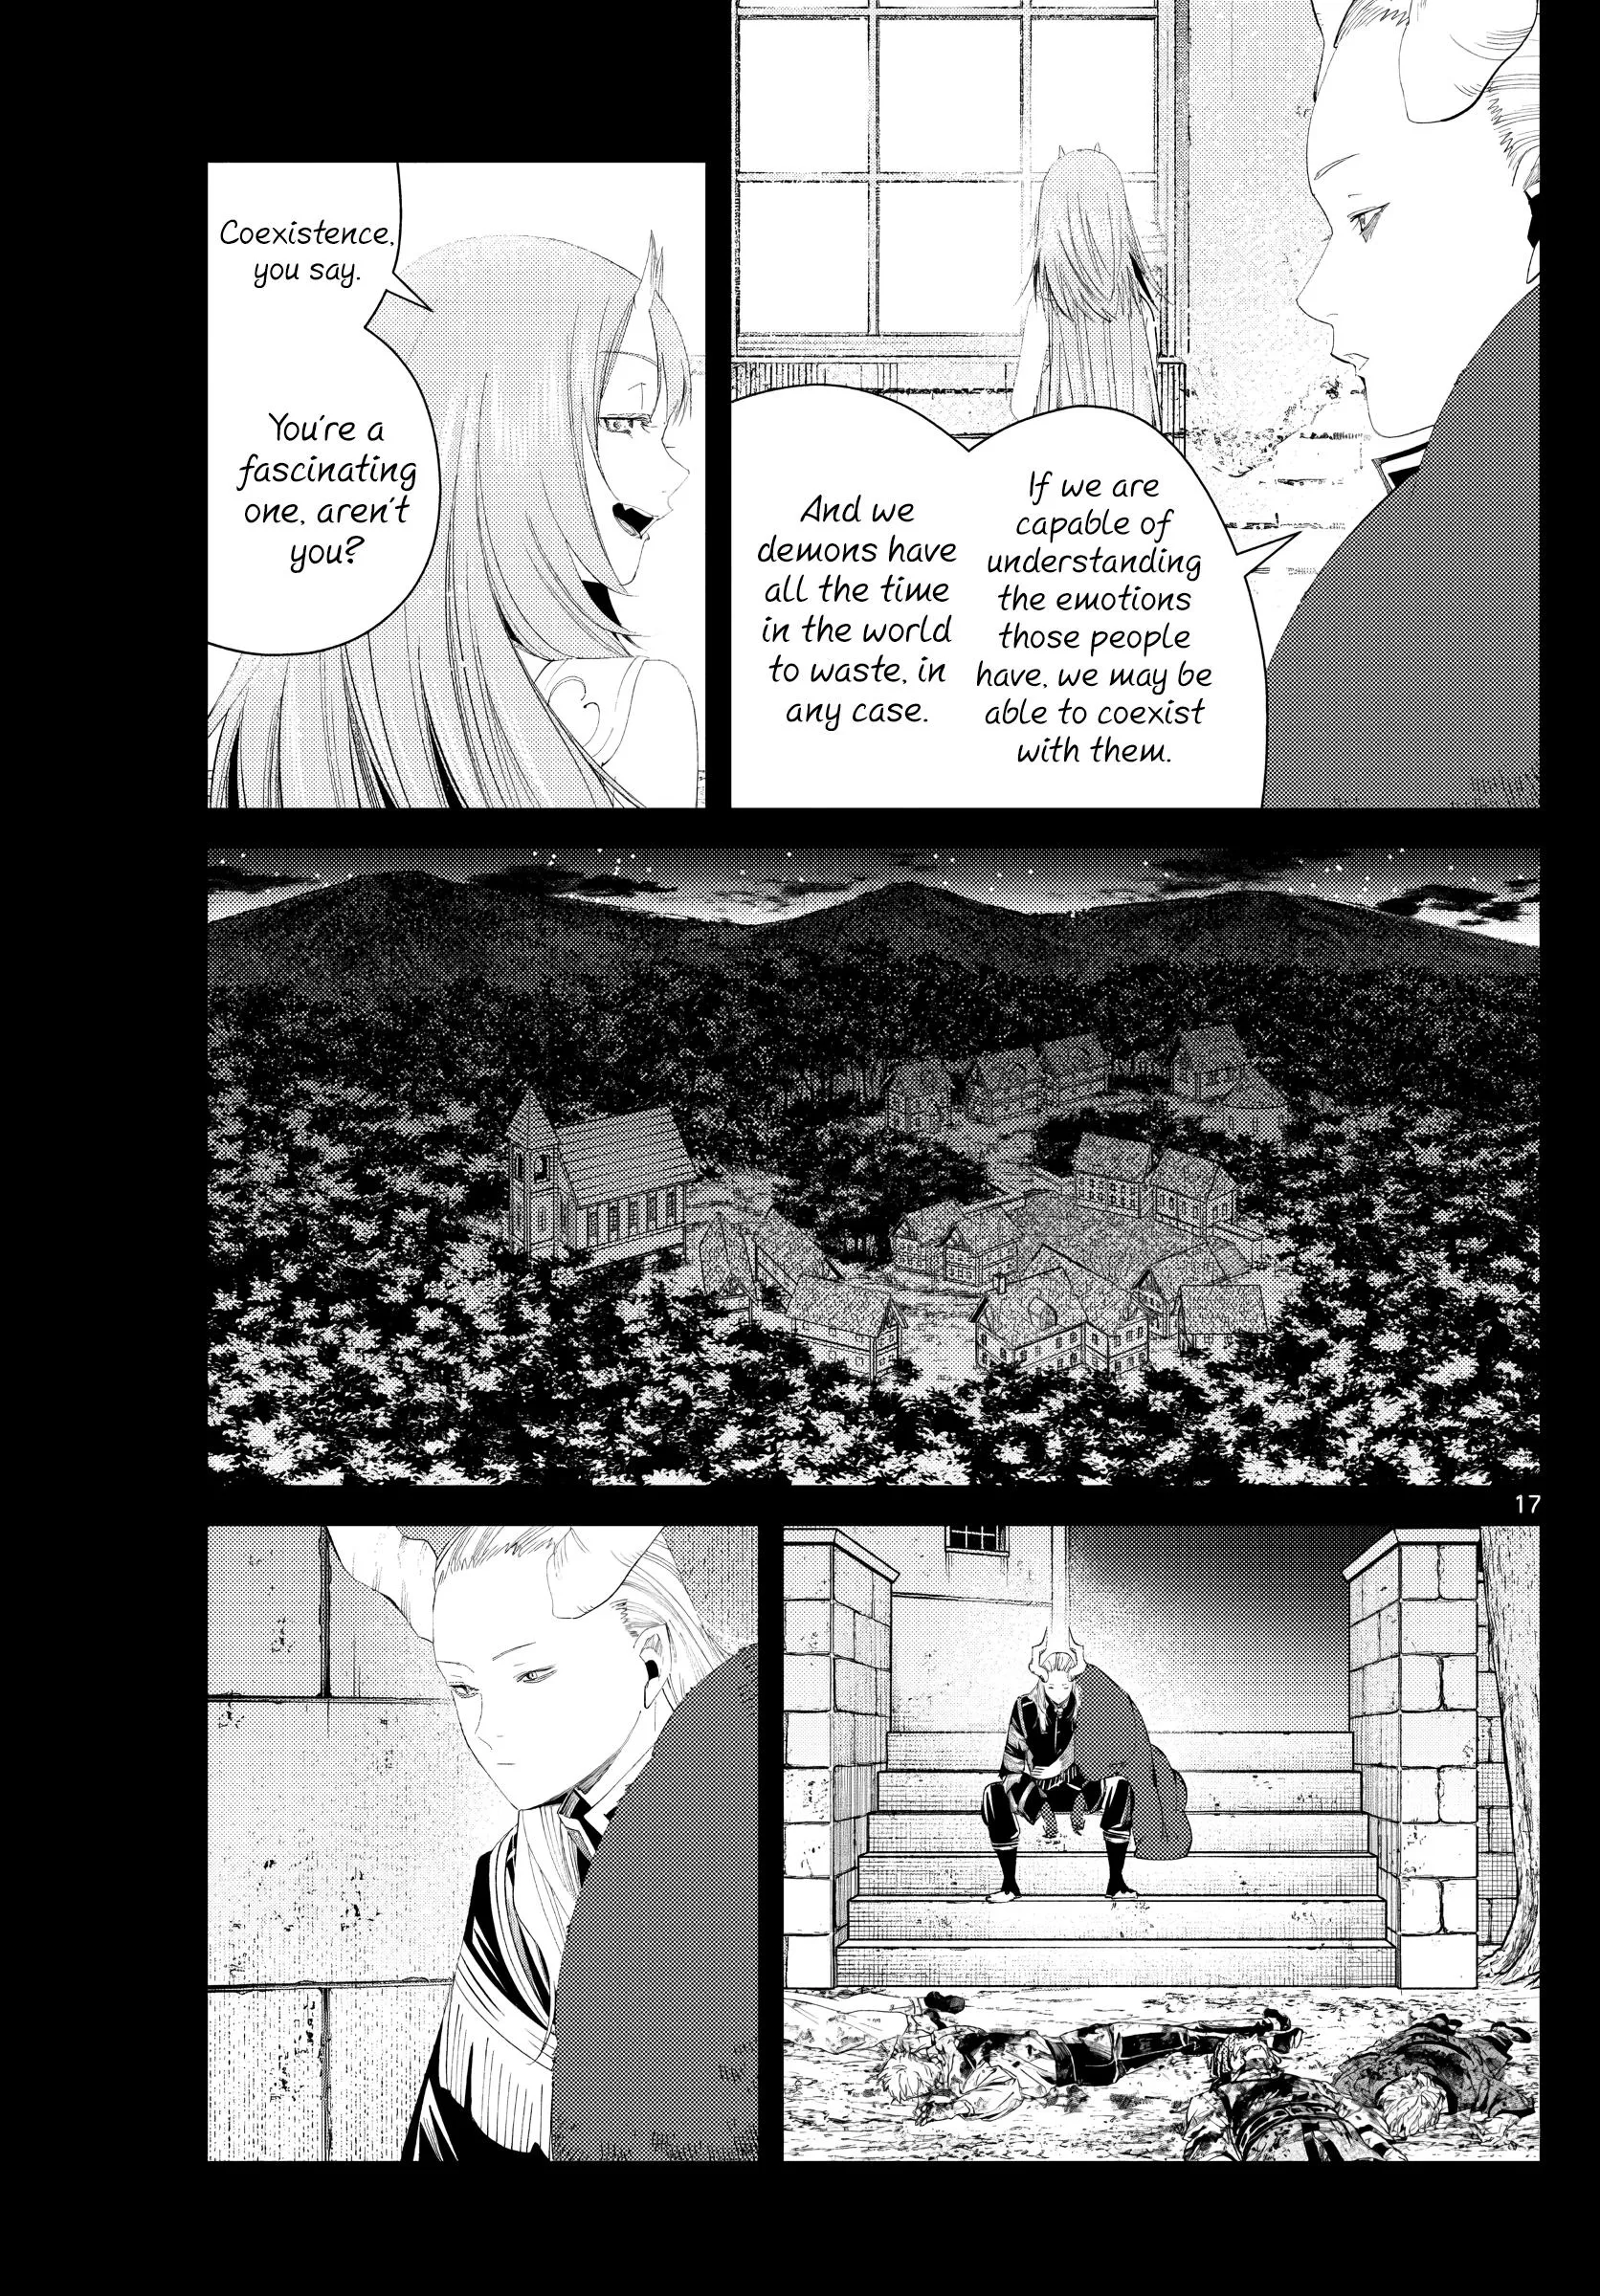 If we are
capable of
understanding
the emotions
those people
have, we may be
able to coexist
with them.
And we
demons have
all the time
in the world
to waste, in
any case.
Coexistence,
you say.
You're a
fascinating
one, aren't
you?
17